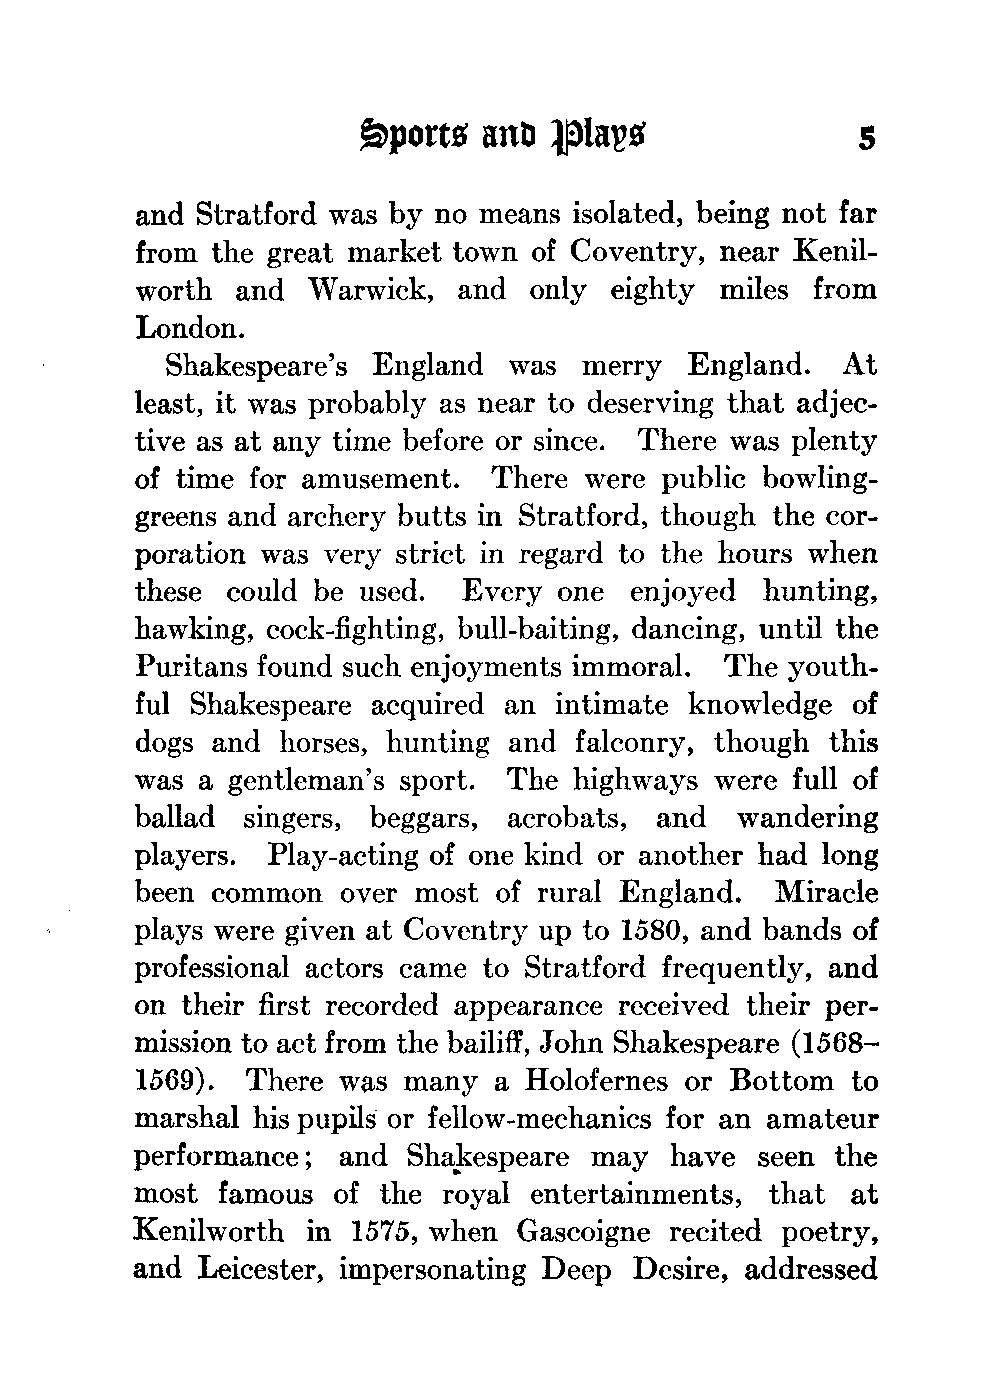 Sports and Plays 5
and Stratford was by no means isolated, being not far
from the great market town of Coventry, near Kenil-
worth and Warwick, and only eighty miles from
London.
Shakespeare's England was merry England. At
least, it was probably as near to deserving that adjec-
tive as at any time before or since. There was plenty
of time for amusement. There were public bowling-
greens and archery butts in Stratford, though the cor-
poration was very strict in regard to the hours when
these could be used. Every one enjoyed hunting,
hawking, cock-fighting, bull-baiting, dancing, until the
Puritans found such enjoyments immoral. The youth-
ful Shakespeare acquired an intimate knowledge of
dogs and horses, hunting and falconry, though this
was a gentleman's sport. The highways were full of
ballad singers, beggars, acrobats, and wandering
players. Play-acting of one kind or another had long
been common over most of rural England. Miracle
plays were given at Coventry up to 1580, and bands of
professional actors came to Stratford frequently, and
on their first recorded appearance received their per-
mission to act from the bailiff, John Shakespeare (1568–
1569). There was many a Holofernes or Bottom to
marshal his pupils or fellow-mechanics for an amateur
performance; and Shakespeare may have seen the
most famous of the royal entertainments, that at
Kenilworth in 1575, when Gascoigne recited poetry,
and Leicester, impersonating Deep Desire, addressed